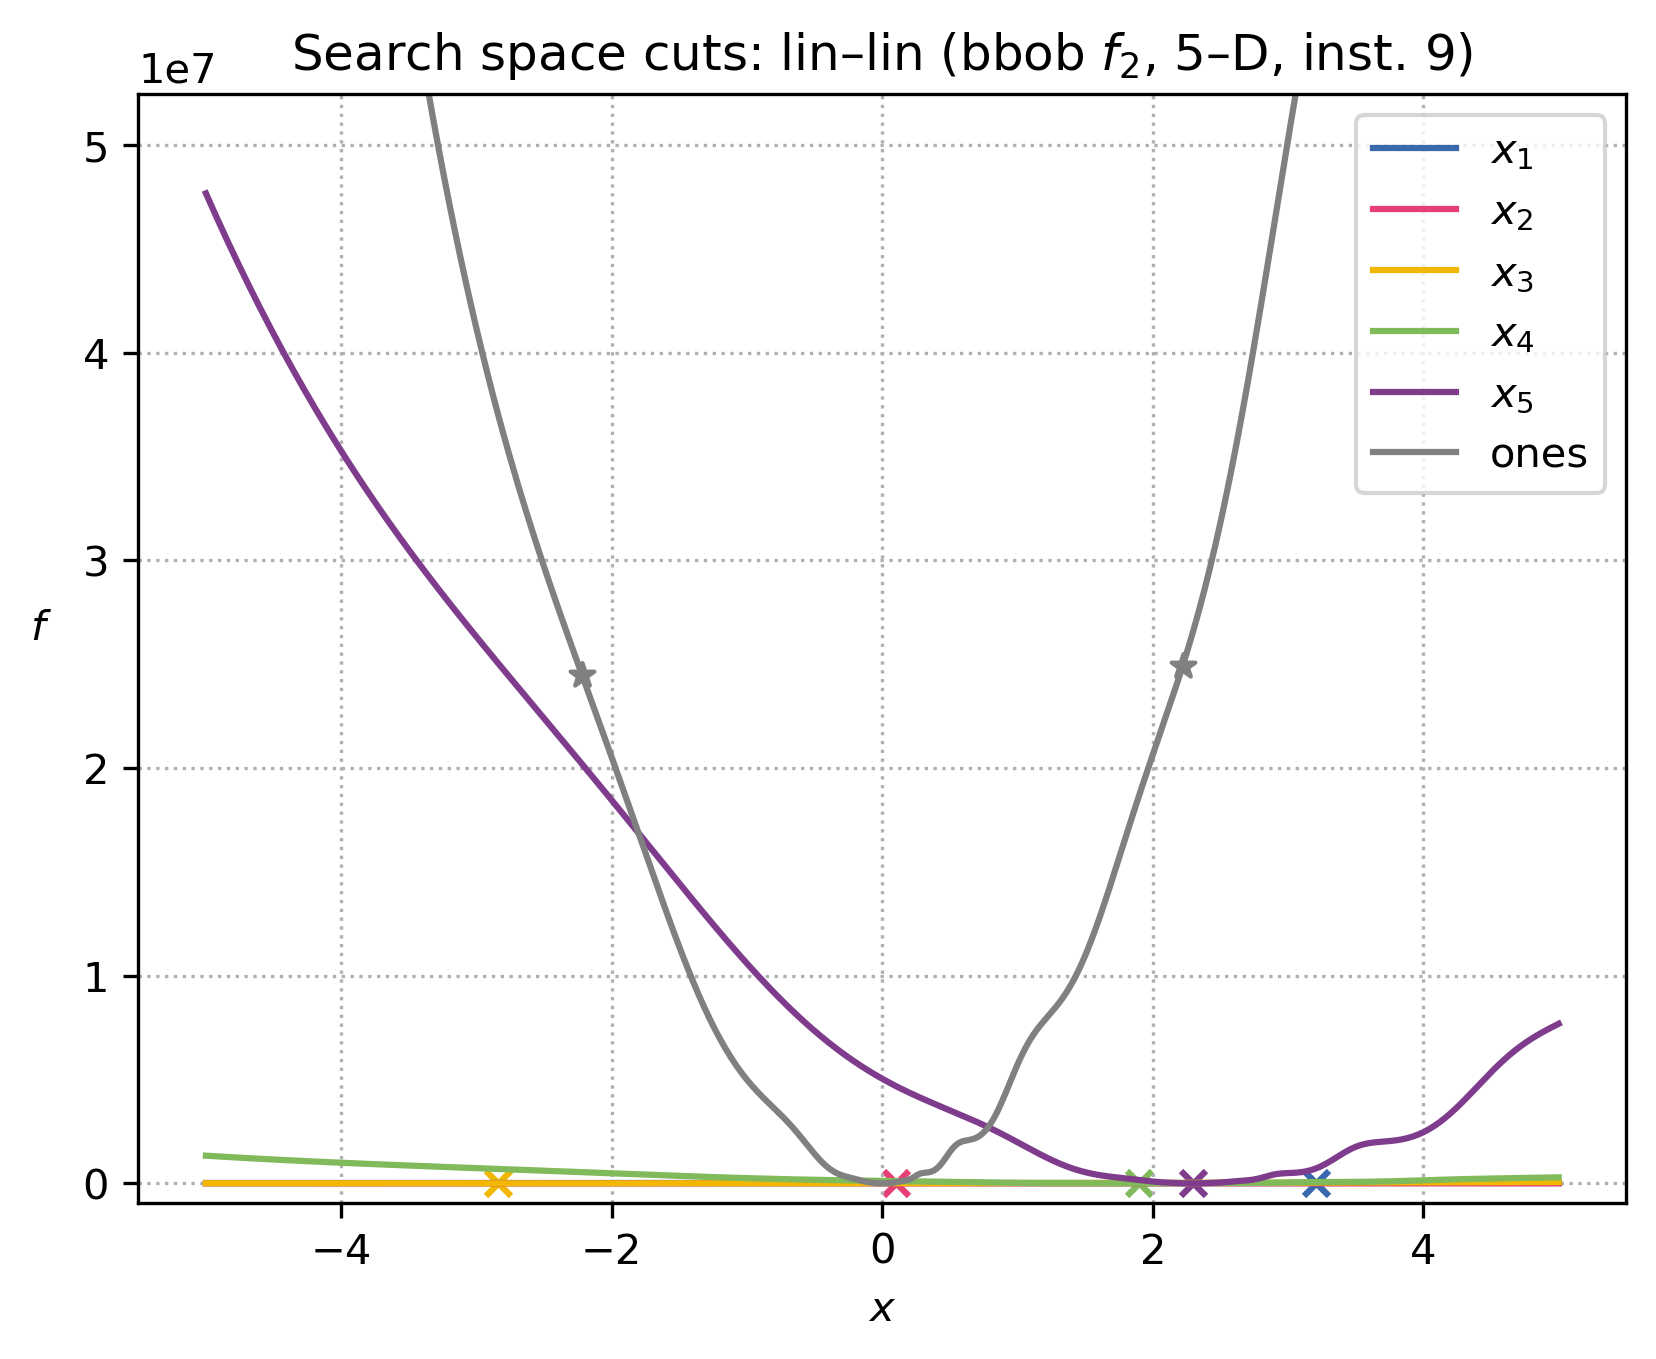 Search space cuts: lin–lin (bbob f₂, 5–D, inst. 9)
1e7
5
4
3
2
1
0
f
−4
−2
0
2
4
x
x₁
x₂
x₃
x₄
x₅
ones